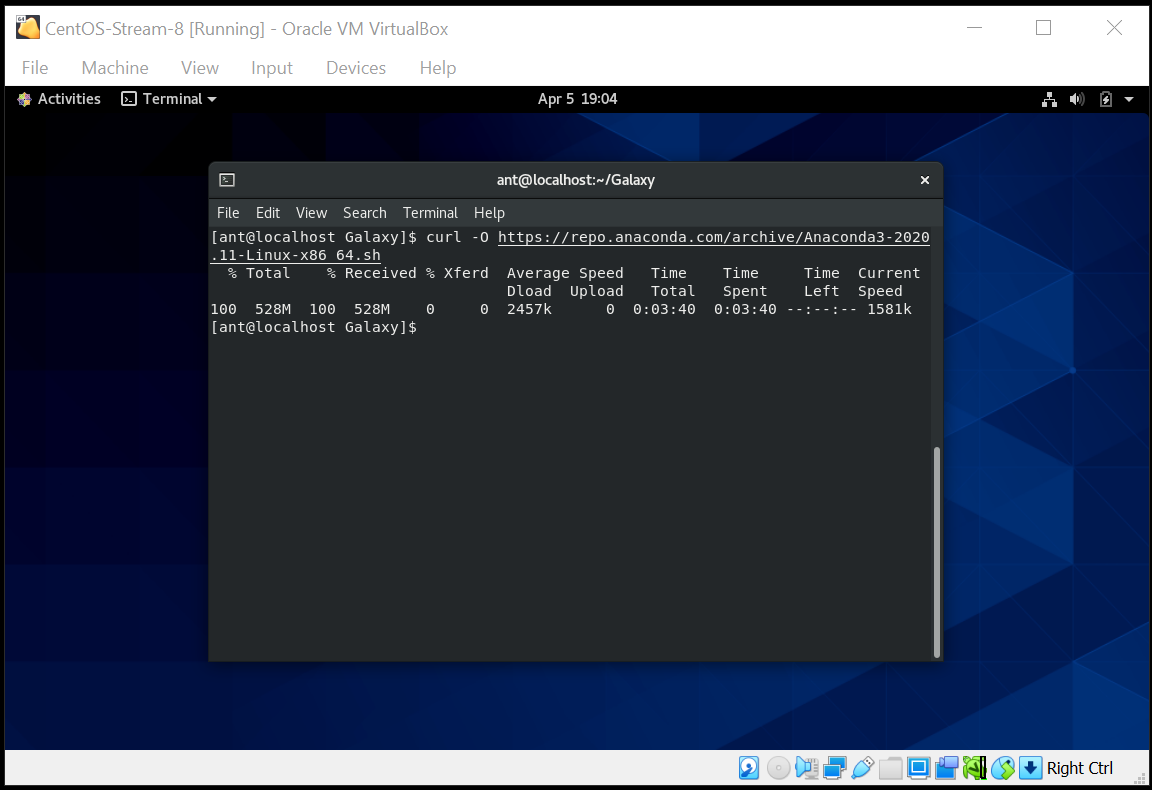 CentOS-Stream-8 [Running] - Oracle VM VirtualBox
File Machine View Input Devices Help
Activities Terminal Apr 5 19:04
ant@localhost:~/Galaxy
File Edit View Search Terminal Help
[ant@localhost Galaxy]$ curl -O https://repo.anaconda.com/archive/Anaconda3-2020
.11-Linux-x86_64.sh
% Total % Received % Xferd Average Speed Time Time Time Current
Dload Upload Total Spent Left Speed
100 528M 100 528M 0 0 2457k 0 0:03:40 0:03:40 --:--:-- 1581k
[ant@localhost Galaxy]$
Right Ctrl